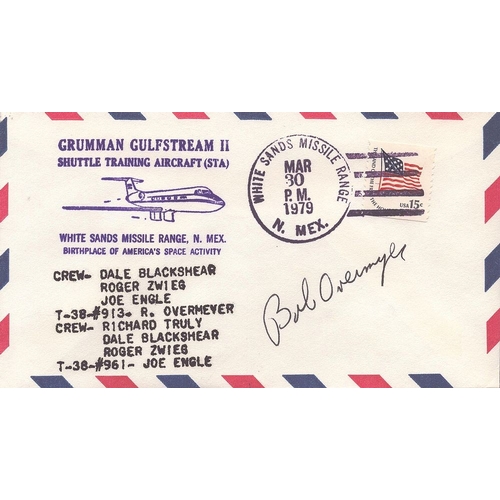 GRUMMAN GULFSTREAM II
SHUTTLE TRAINING AIRCRAFT (STA)
WHITE SANDS MISSILE RANGE, N. MEX.
BIRTHPLACE OF AMERICA'S SPACE ACTIVITY
CREW- DALE BLACKSHEAR
ROGER ZWIEG
JOE ENGLE
T-38-#913- R. OVERMEYER
CREW- RICHARD TRULY
DALE BLACKSHEAR
ROGER ZWIEG
T-38-#961- JOE ENGLE
WHITE SANDS MISSILE RANGE
MAR
30
P.M.
1979
N. MEX.
USA 15c
Bob Overmyer